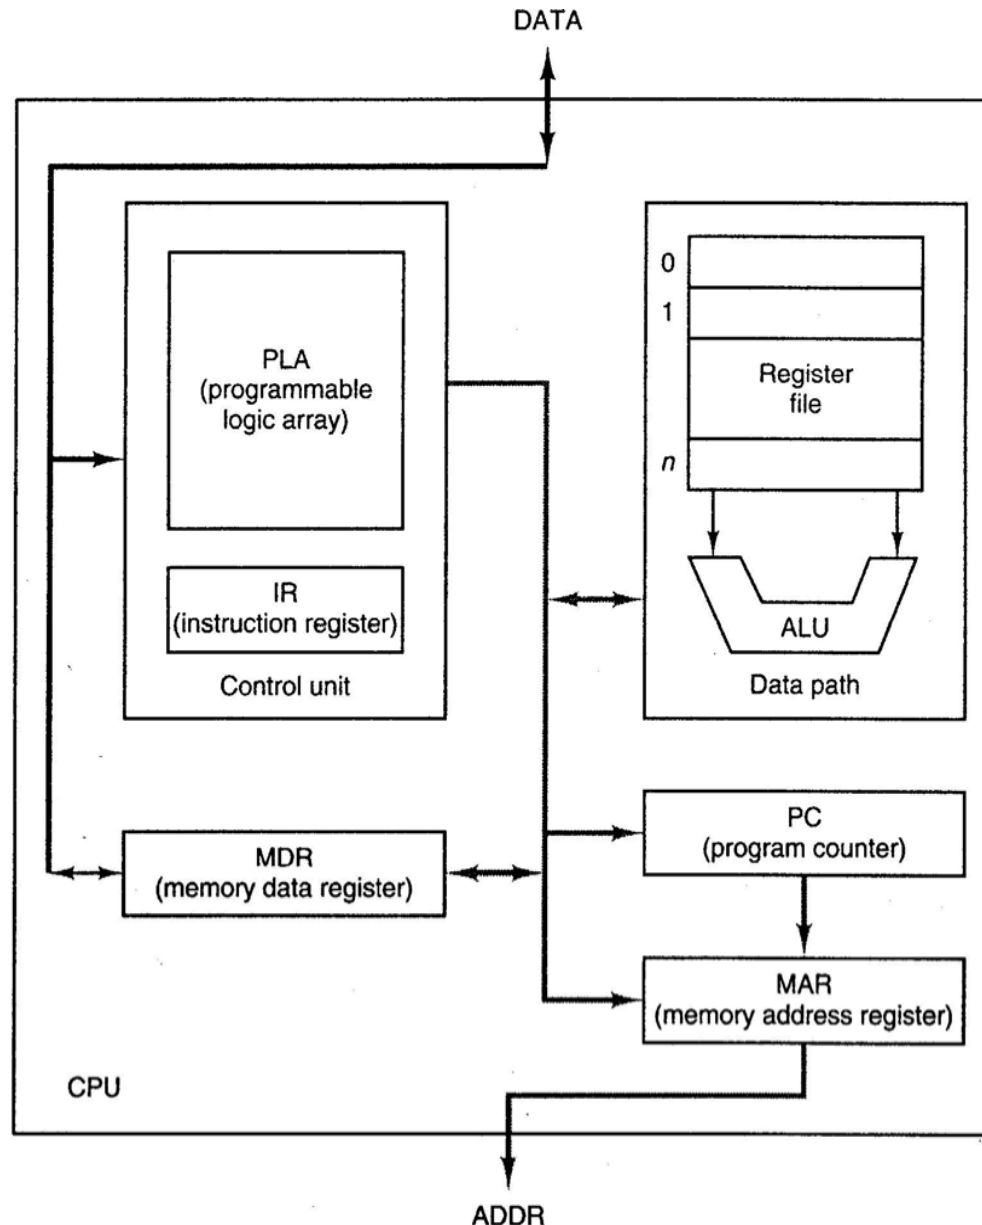 DATA
PLA
(programmable
logic array)
IR
(instruction register)
Control unit
0
1
Register
file
n
ALU
Data path
MDR
(memory data register)
PC
(program counter)
MAR
(memory address register)
CPU
ADDR